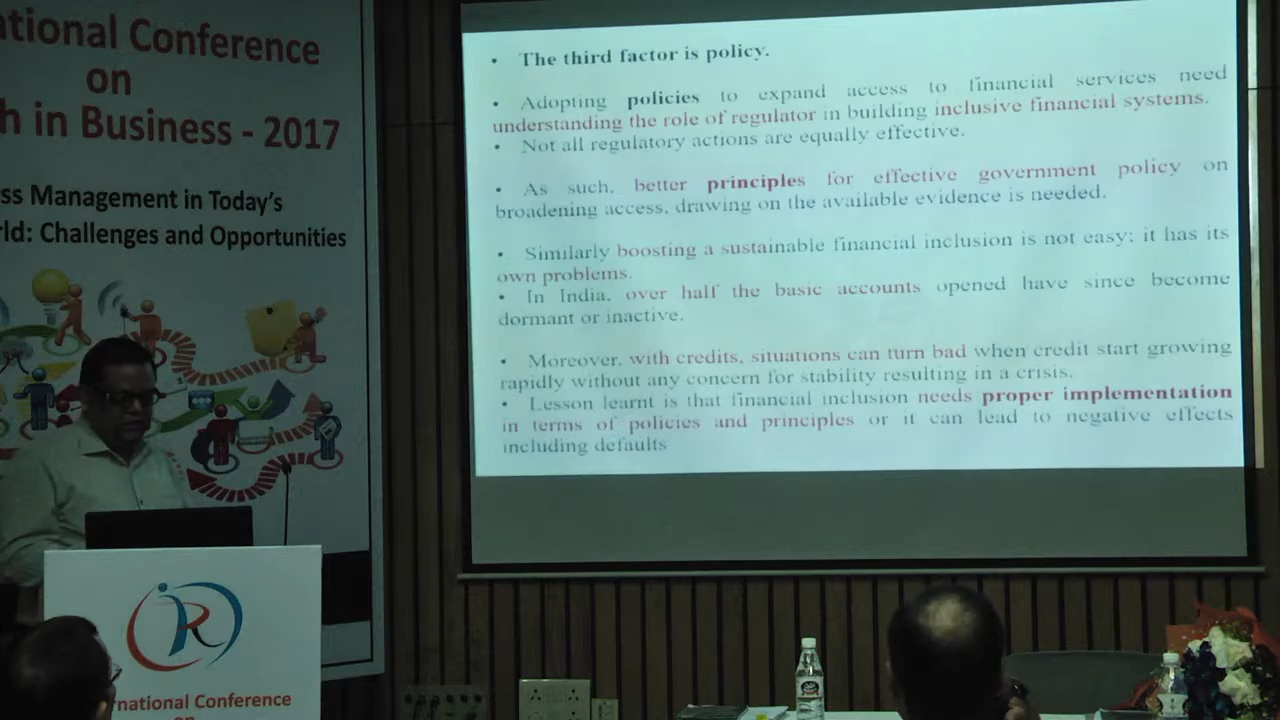 ational Conference
on
h in Business - 2017
ss Management in Today's
rld: Challenges and Opportunities
• The third factor is policy.
• Adopting policies to expand access to financial services need
understanding the role of regulator in building inclusive financial systems.
• Not all regulatory actions are equally effective.
• As such, better principles for effective government policy on
broadening access, drawing on the available evidence is needed.
• Similarly boosting a sustainable financial inclusion is not easy; it has its
own problems.
• In India, over half the basic accounts opened have since become
dormant or inactive.
• Moreover, with credits, situations can turn bad when credit start growing
rapidly without any concern for stability resulting in a crisis.
• Lesson learnt is that financial inclusion needs proper implementation
in terms of policies and principles or it can lead to negative effects
including defaults
R
rnational Conference
on